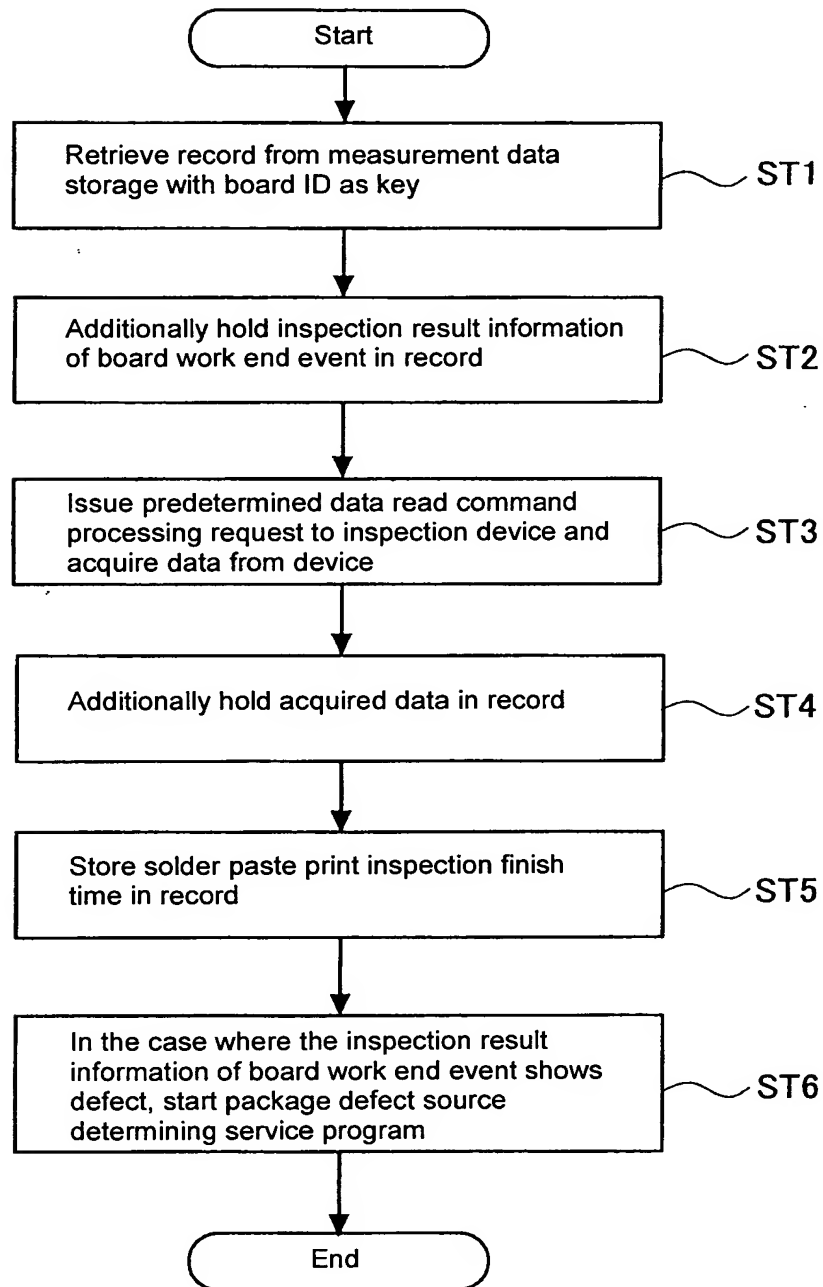 Start
Retrieve record from measurement data
storage with board ID as key
ST1
Additionally hold inspection result information
of board work end event in record
ST2
Issue predetermined data read command
processing request to inspection device and
acquire data from device
ST3
Additionally hold acquired data in record
ST4
Store solder paste print inspection finish
time in record
ST5
In the case where the inspection result
information of board work end event shows
defect, start package defect source
determining service program
ST6
End